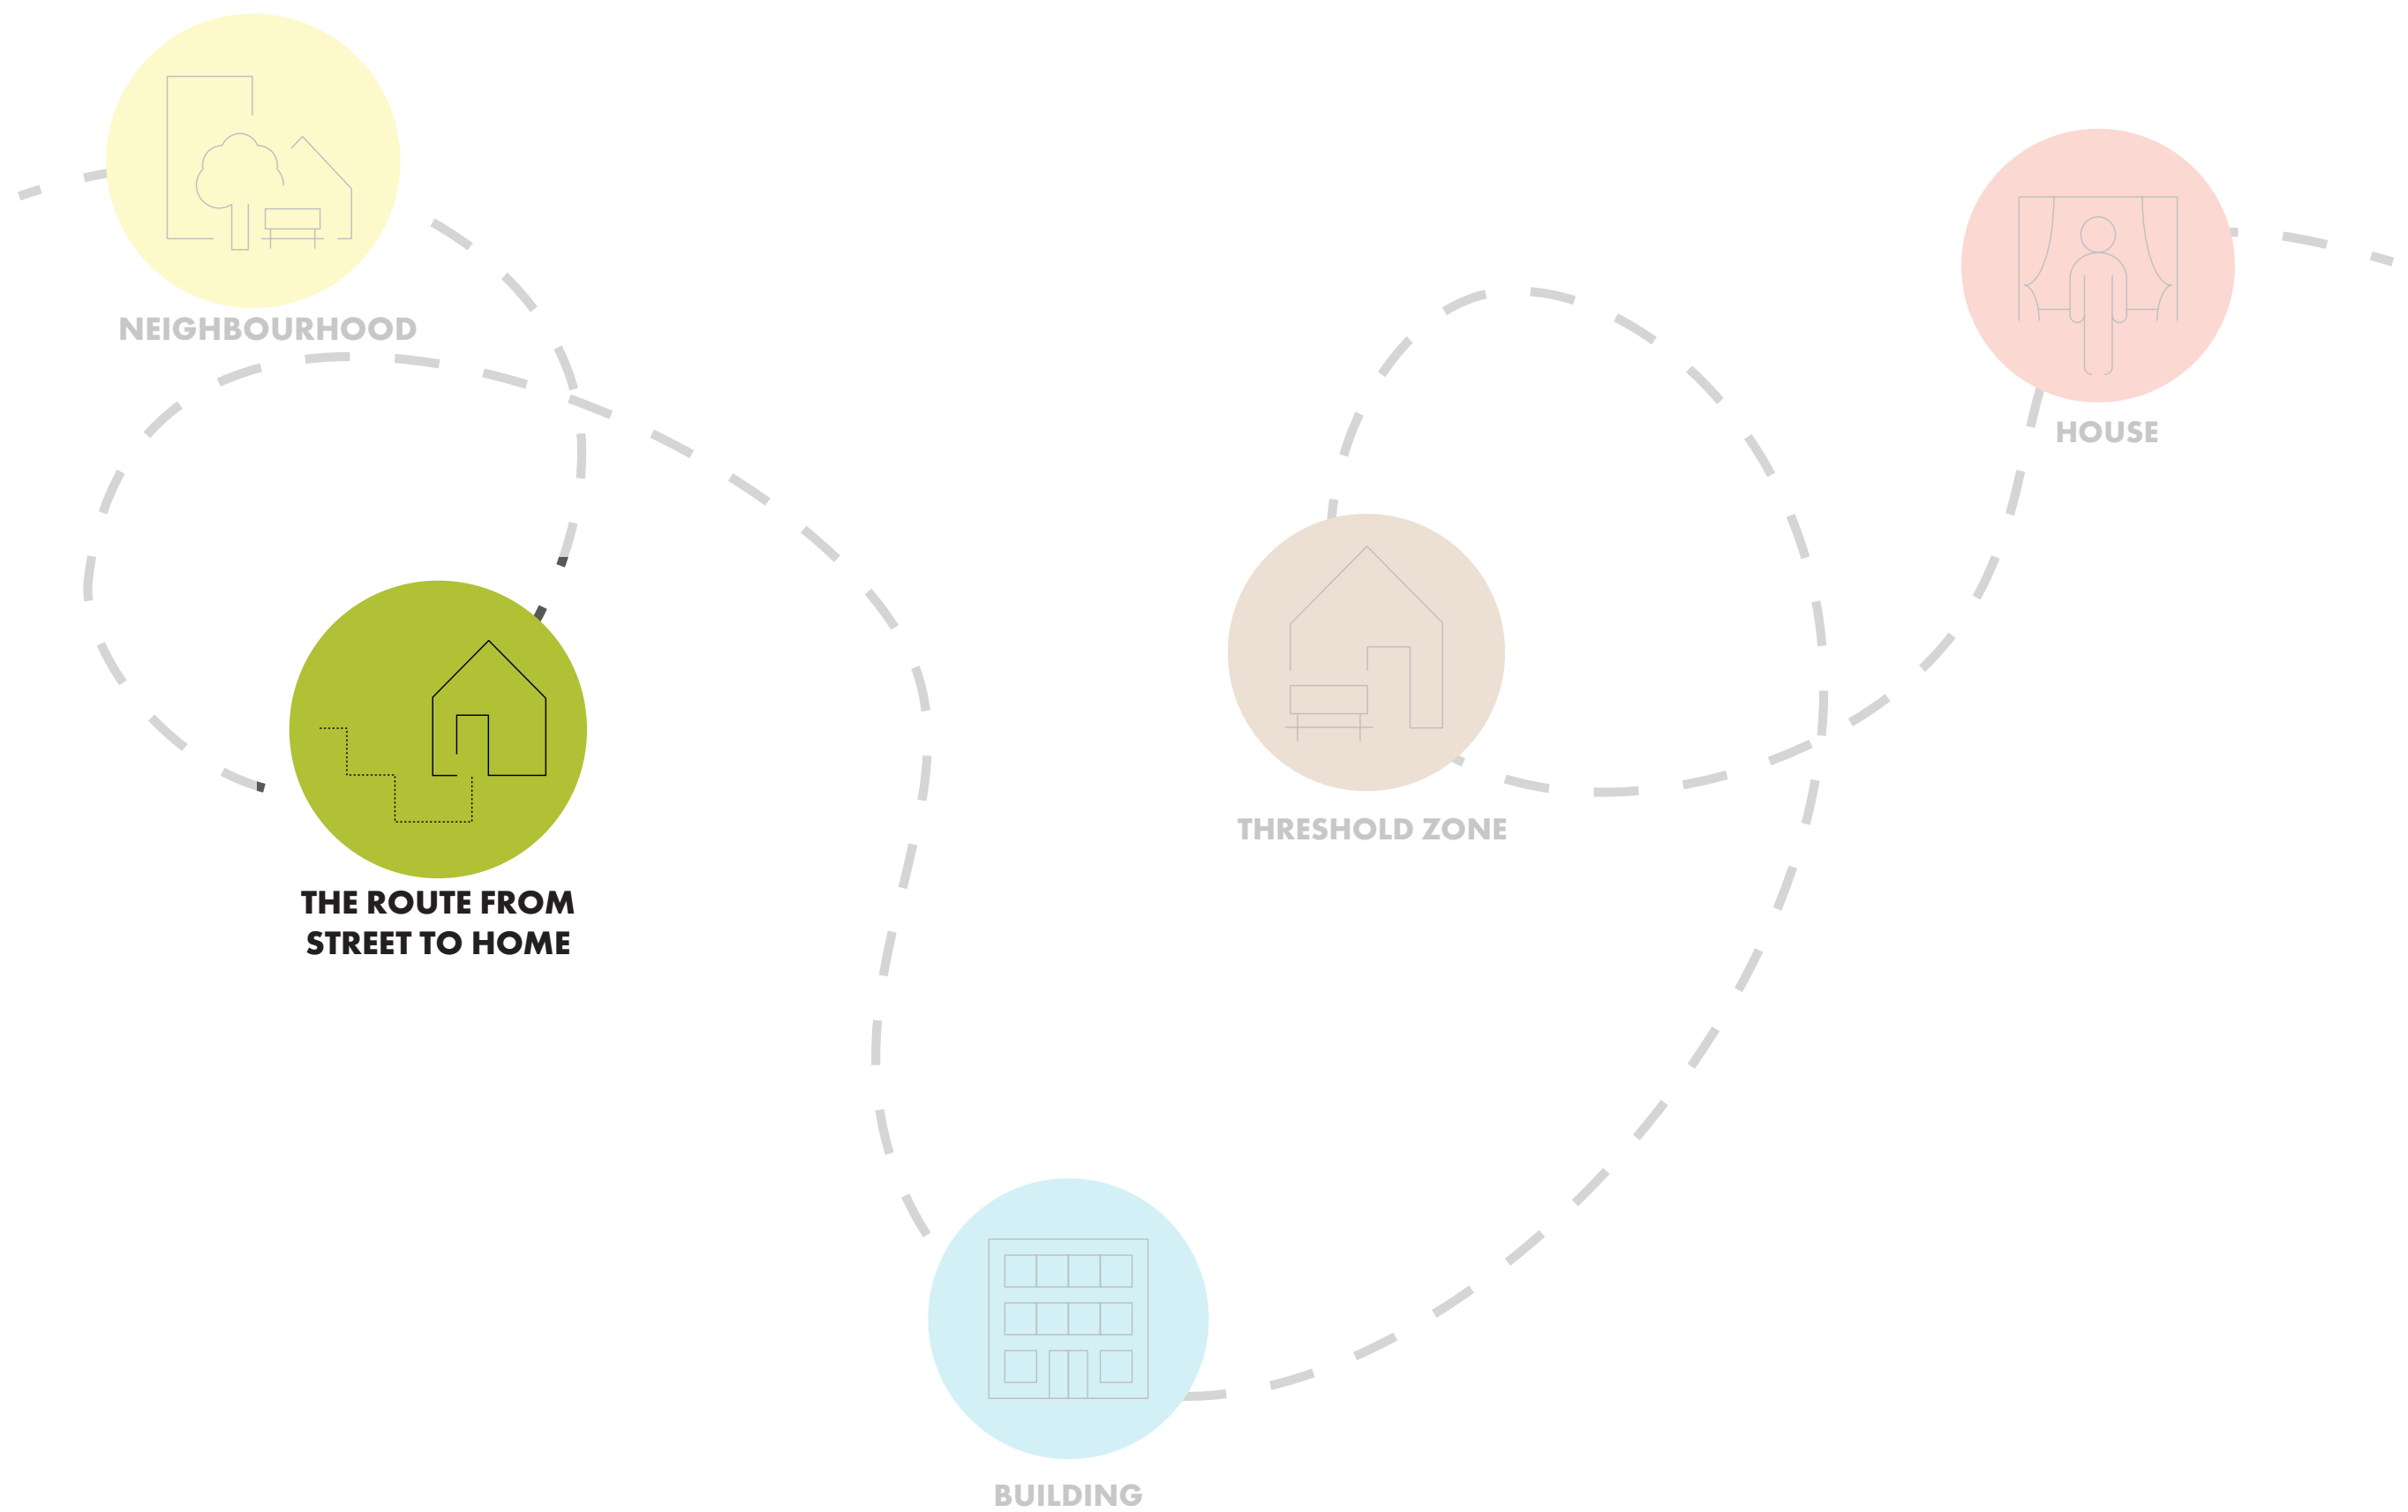 NEIGHBOURHOOD
HOUSE
THRESHOLD ZONE
THE ROUTE FROM
STREET TO HOME
BUILDING